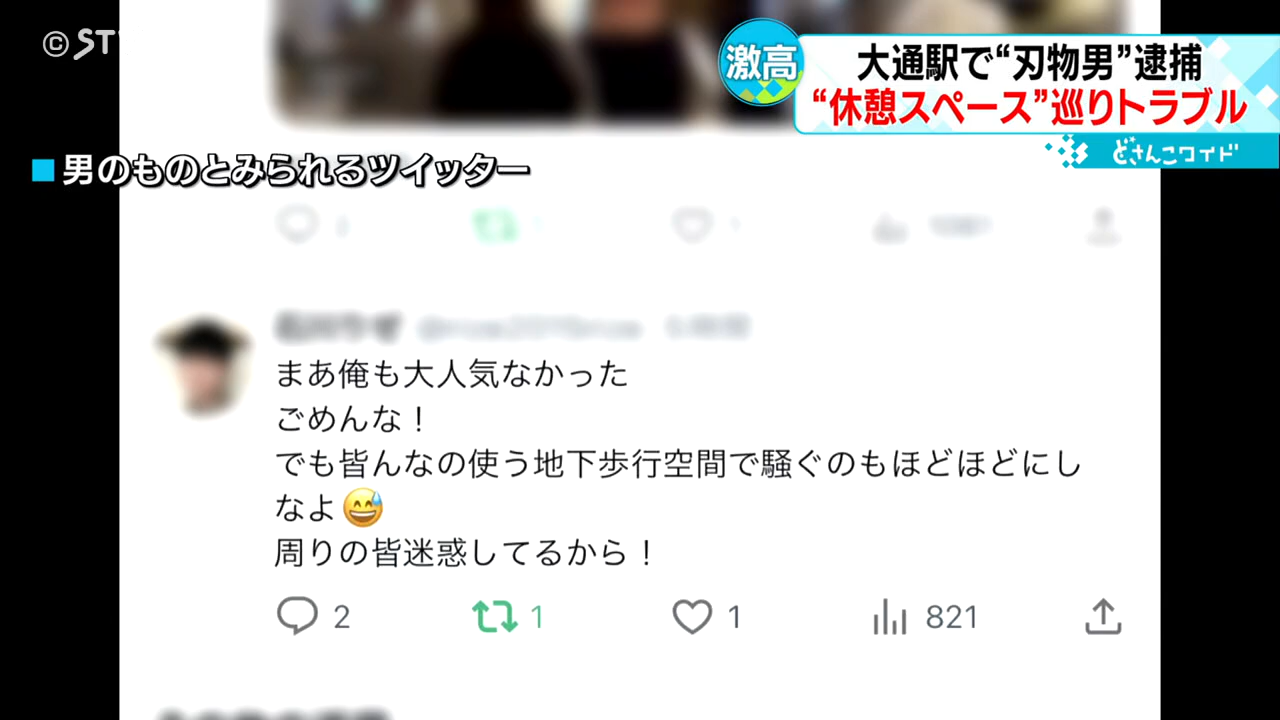 © STV
激高
大通駅で“刃物男”逮捕
“休憩スペース”巡りトラブル
どさんこワイド
■男のものとみられるツイッター
まあ俺も大人気なかった
ごめんな！
でも皆んなの使う地下歩行空間で騒ぐのもほどほどにし
なよ😅
周りの皆迷惑してるから！
2 1 1 821